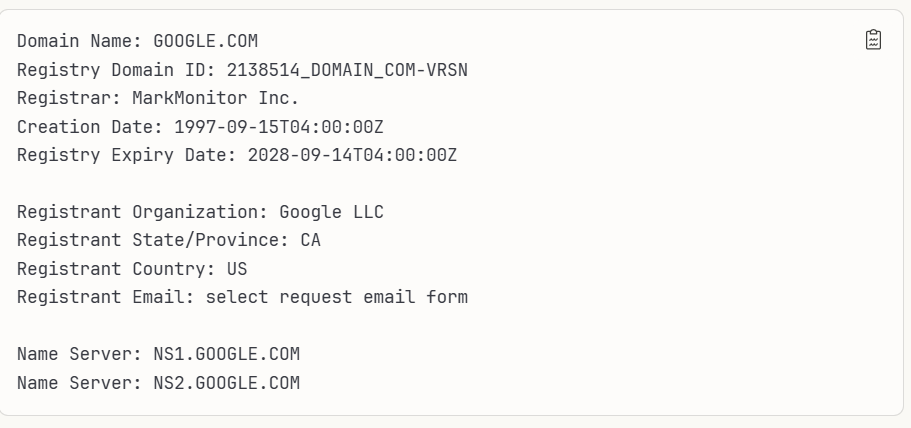 Domain Name: GOOGLE.COM
Registry Domain ID: 2138514_DOMAIN_COM-VRSN
Registrar: MarkMonitor Inc.
Creation Date: 1997-09-15T04:00:00Z
Registry Expiry Date: 2028-09-14T04:00:00Z

Registrant Organization: Google LLC
Registrant State/Province: CA
Registrant Country: US
Registrant Email: select request email form

Name Server: NS1.GOOGLE.COM
Name Server: NS2.GOOGLE.COM